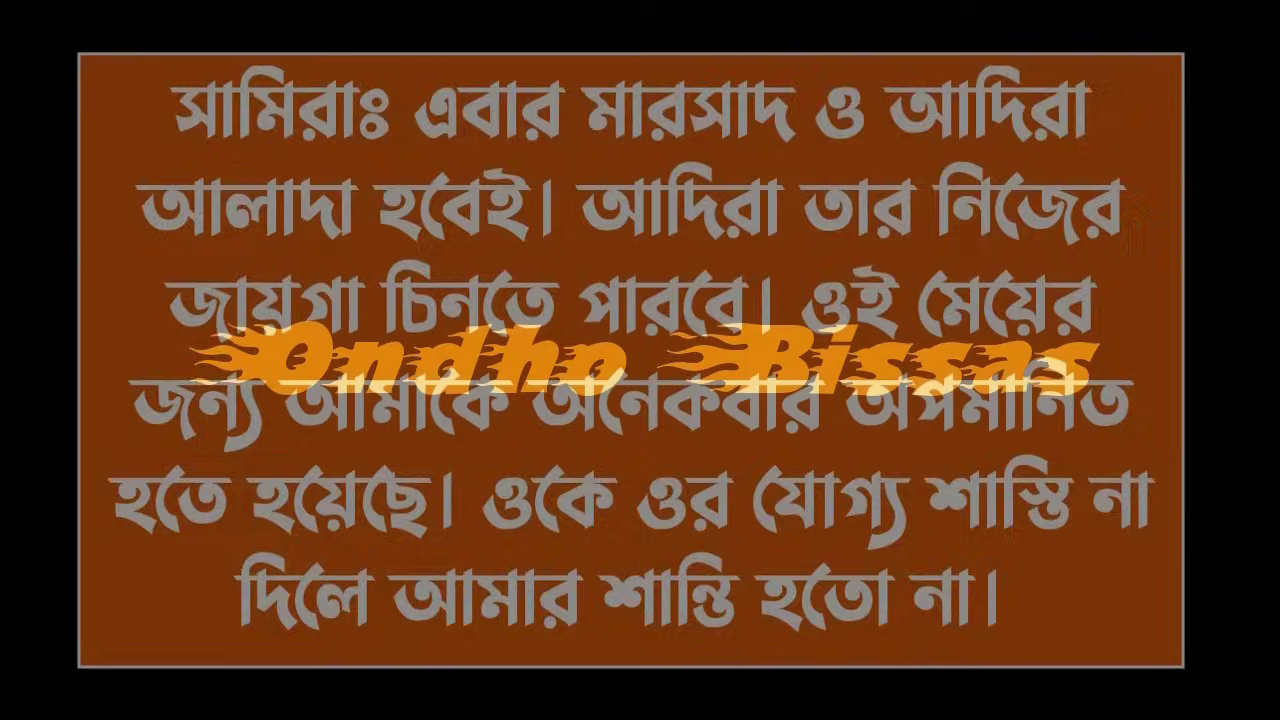 সামিরাঃ এবার মারসাদ ও আদিরা
আলাদা হবেই। আদিরা তার নিজের
জায়গা চিনতে পারবে। ওই মেয়ের
Ondho Bissas
জন্য আমাকে অনেকবার অপমানিত
হতে হয়েছে। ওকে ওর যোগ্য শাস্তি না
দিলে আমার শান্তি হতো না।